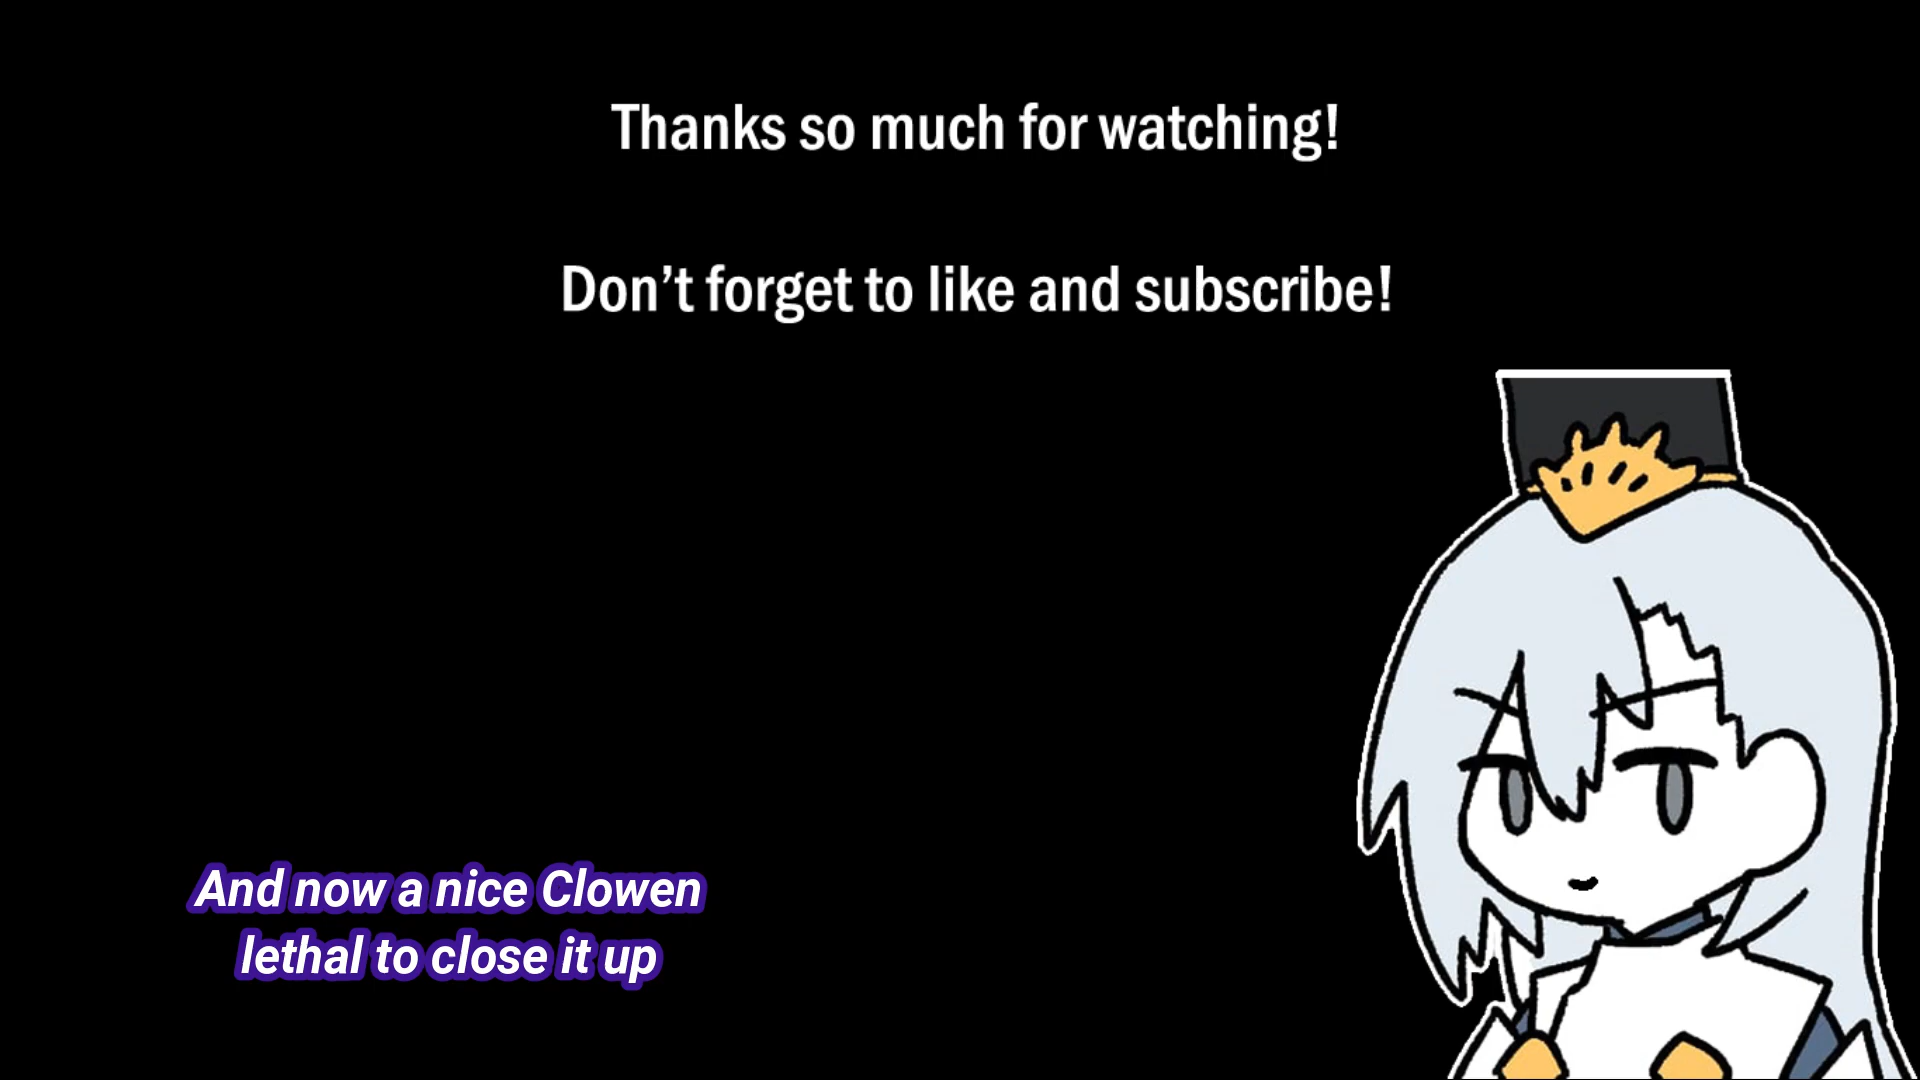 Thanks so much for watching!
Don’t forget to like and subscribe!
And now a nice Clowen
lethal to close it up